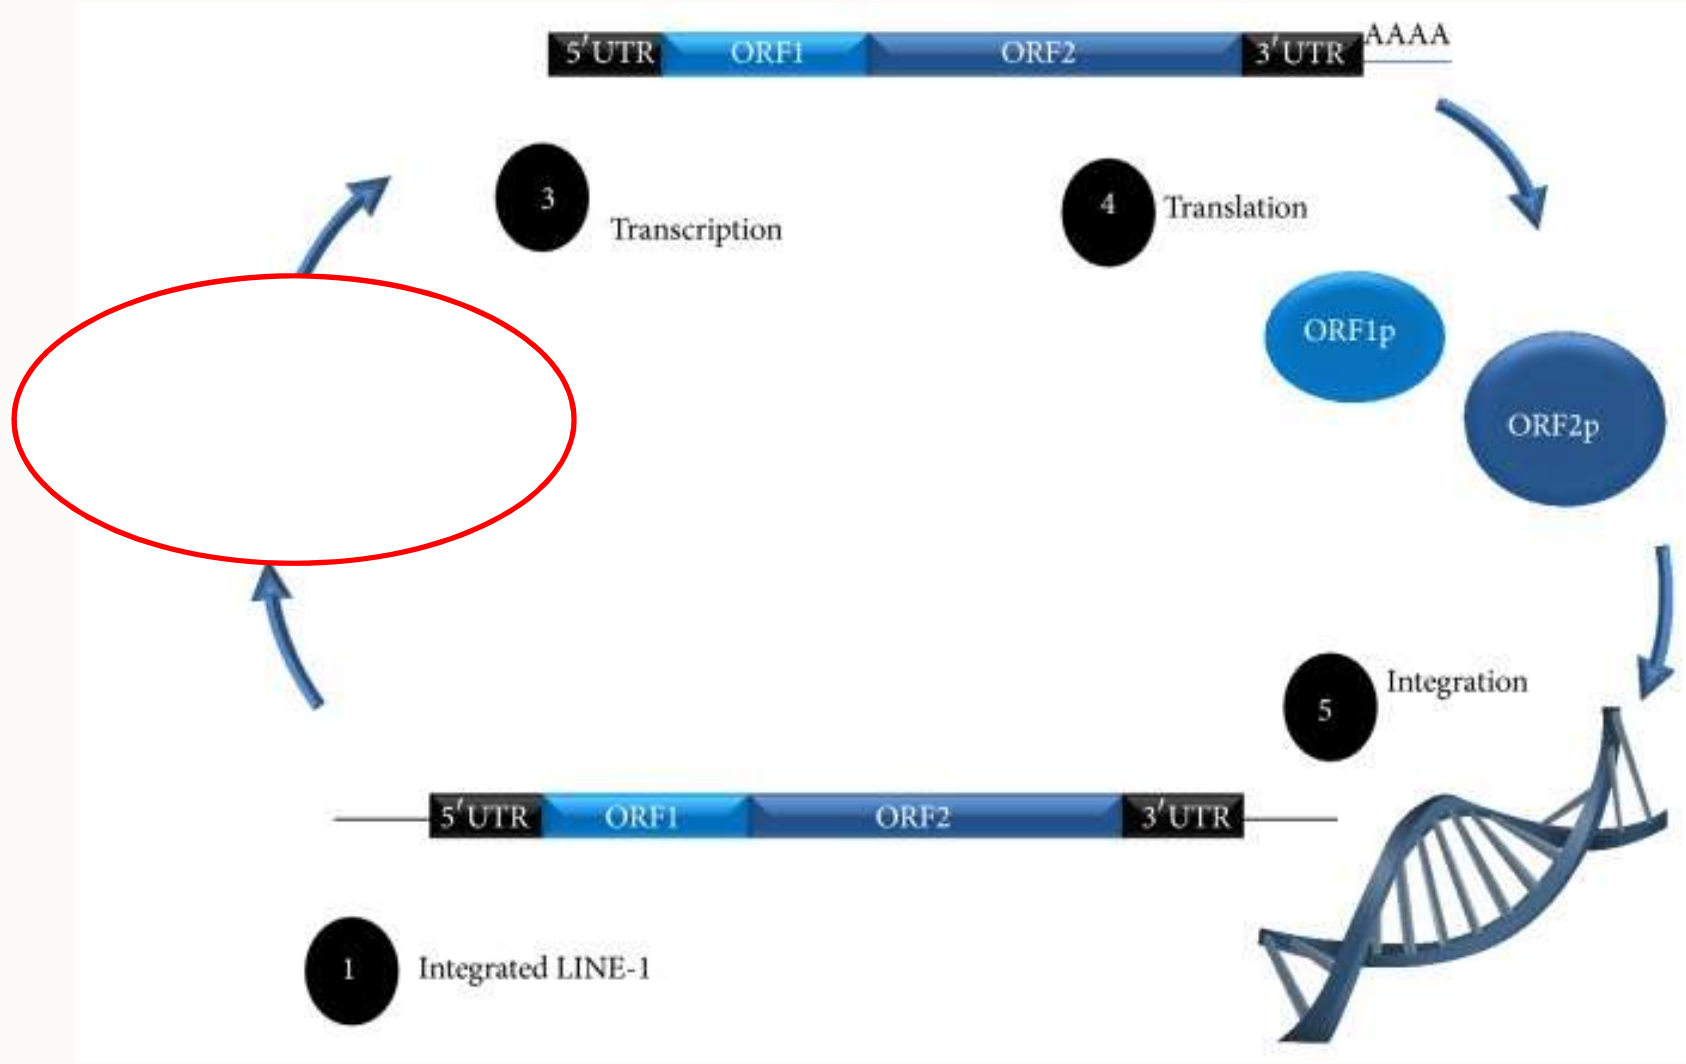 5′UTR ORF1 ORF2 3′UTR AAAA
3
Transcription
4
Translation
ORF1p
ORF2p
5
Integration
5′UTR ORF1 ORF2 3′UTR
1
Integrated LINE-1